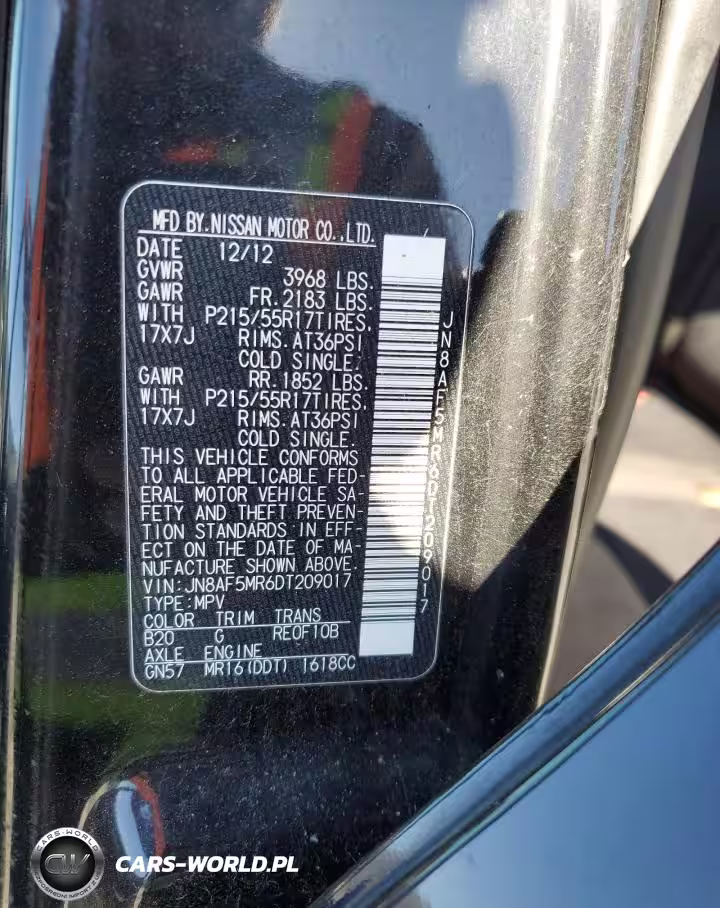 MFD BY.NISSAN MOTOR CO.,LTD.
DATE 12/12
GVWR 3968 LBS.
GAWR FR.2183 LBS.
WITH P215/55R17TIRES,
17X7J RIMS.AT36PSI
COLD SINGLE.
GAWR RR.1852 LBS.
WITH P215/55R17TIRES,
17X7J RIMS.AT36PSI
COLD SINGLE.
THIS VEHICLE CONFORMS
TO ALL APPLICABLE FED-
ERAL MOTOR VEHICLE SA-
FETY AND THEFT PREVEN-
TION STANDARDS IN EFF-
ECT ON THE DATE OF MA-
NUFACTURE SHOWN ABOVE.
VIN:JN8AF5MR6DT209017
TYPE:MPV
COLOR TRIM TRANS
B20 G RE0F10B
AXLE ENGINE
GN57 MR16(DDT) 1618CC
JN8AF5MR6DT209017
CARS-WORLD
CW
CARS-WORLD.PL